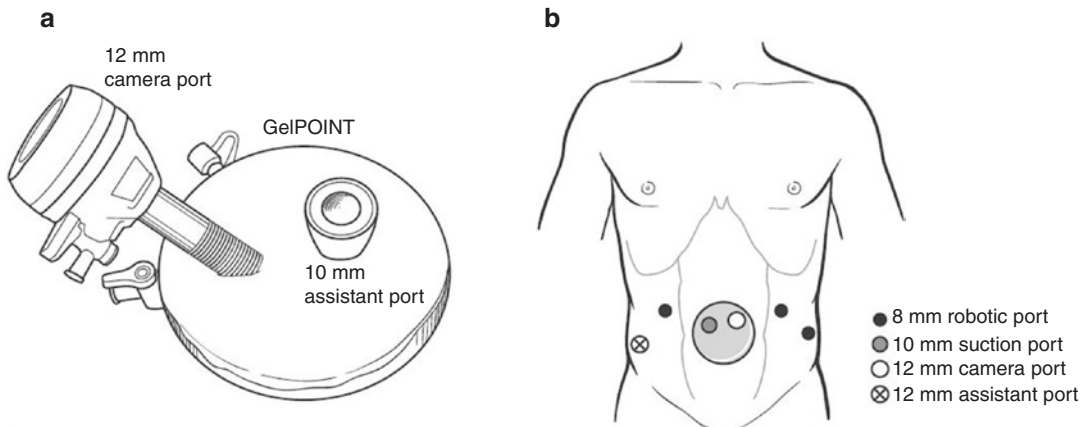 a
12 mm
camera port
GelPOINT
10 mm
assistant port
b
8 mm robotic port
10 mm suction port
12 mm camera port
12 mm assistant port